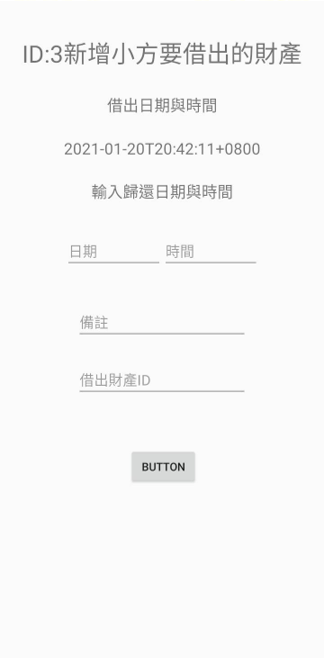 ID:3新增小方要借出的財產
借出日期與時間
2021-01-20T20:42:11+0800
輸入歸還日期與時間
日期 時間
備註
借出財產ID
BUTTON